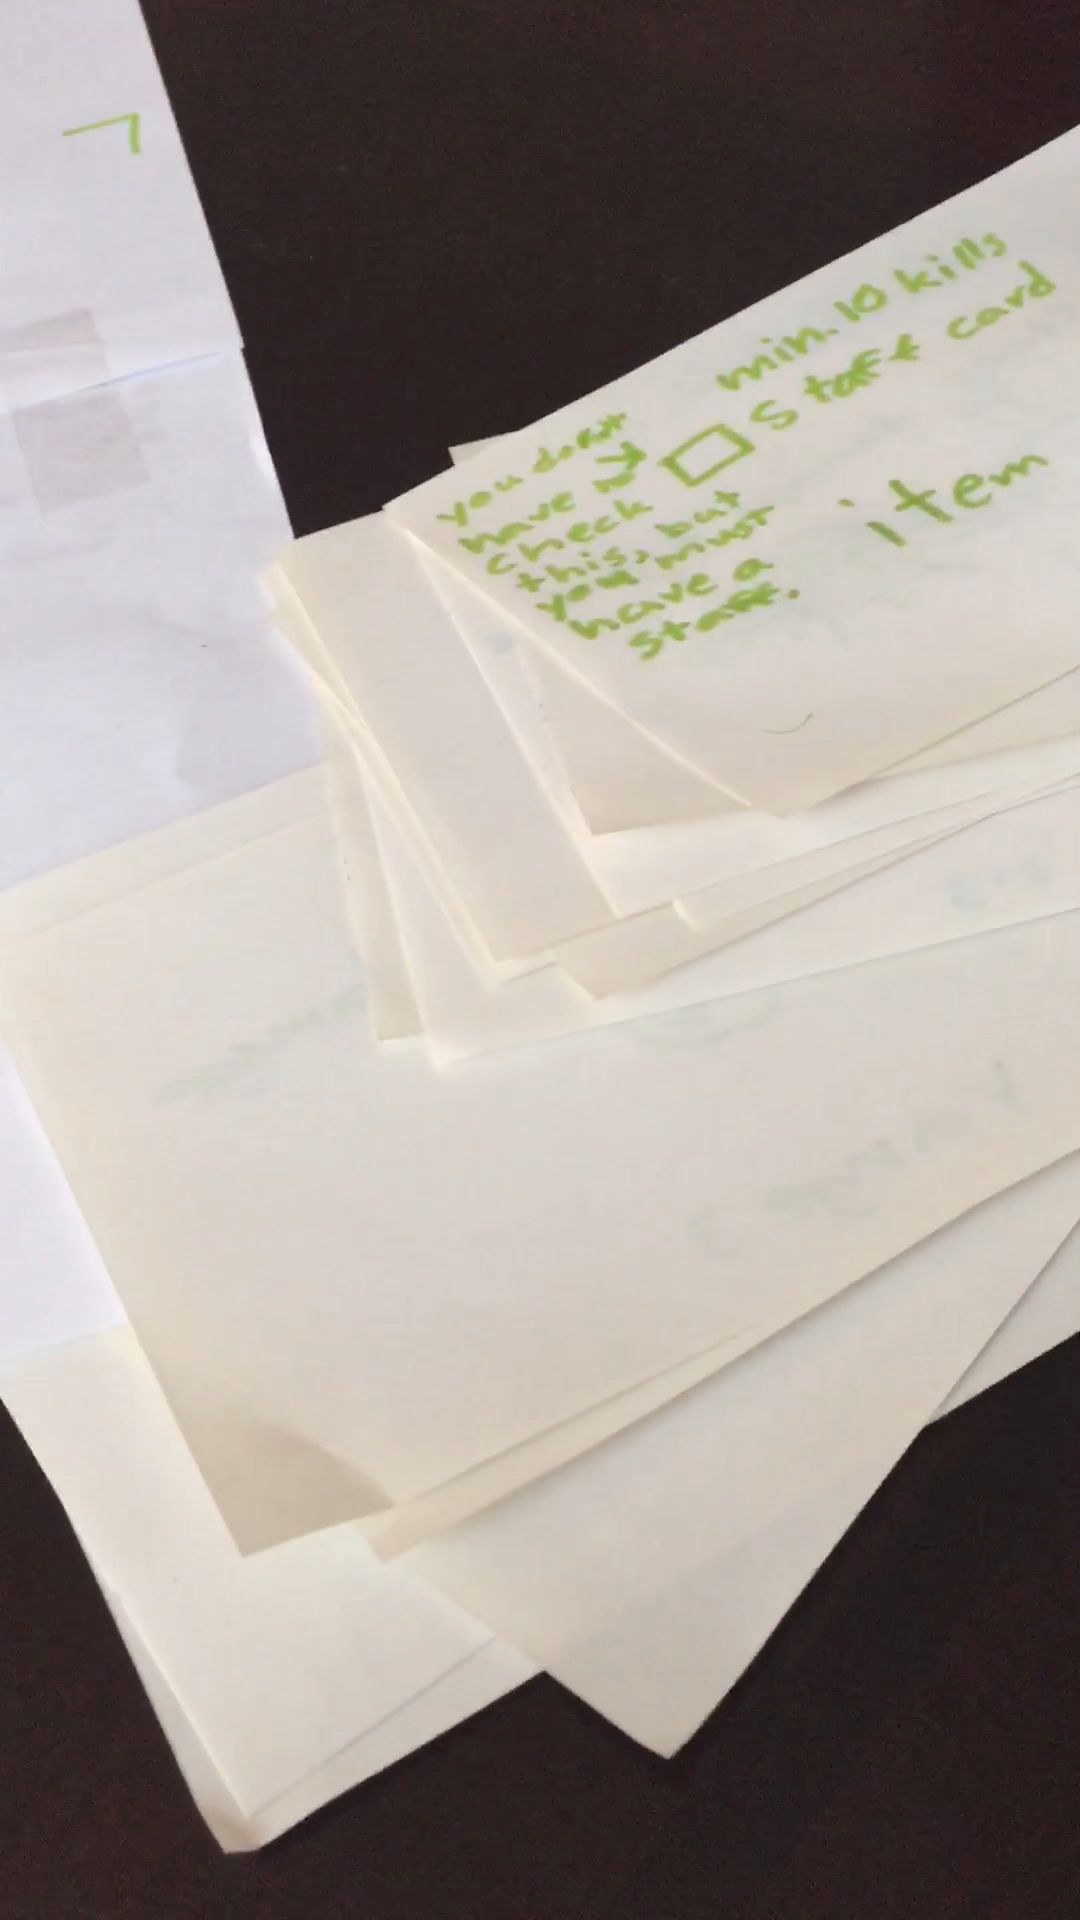 min. 10 kills
staff card
item
you don't
have to
check
this, but
you must
have a
staff.